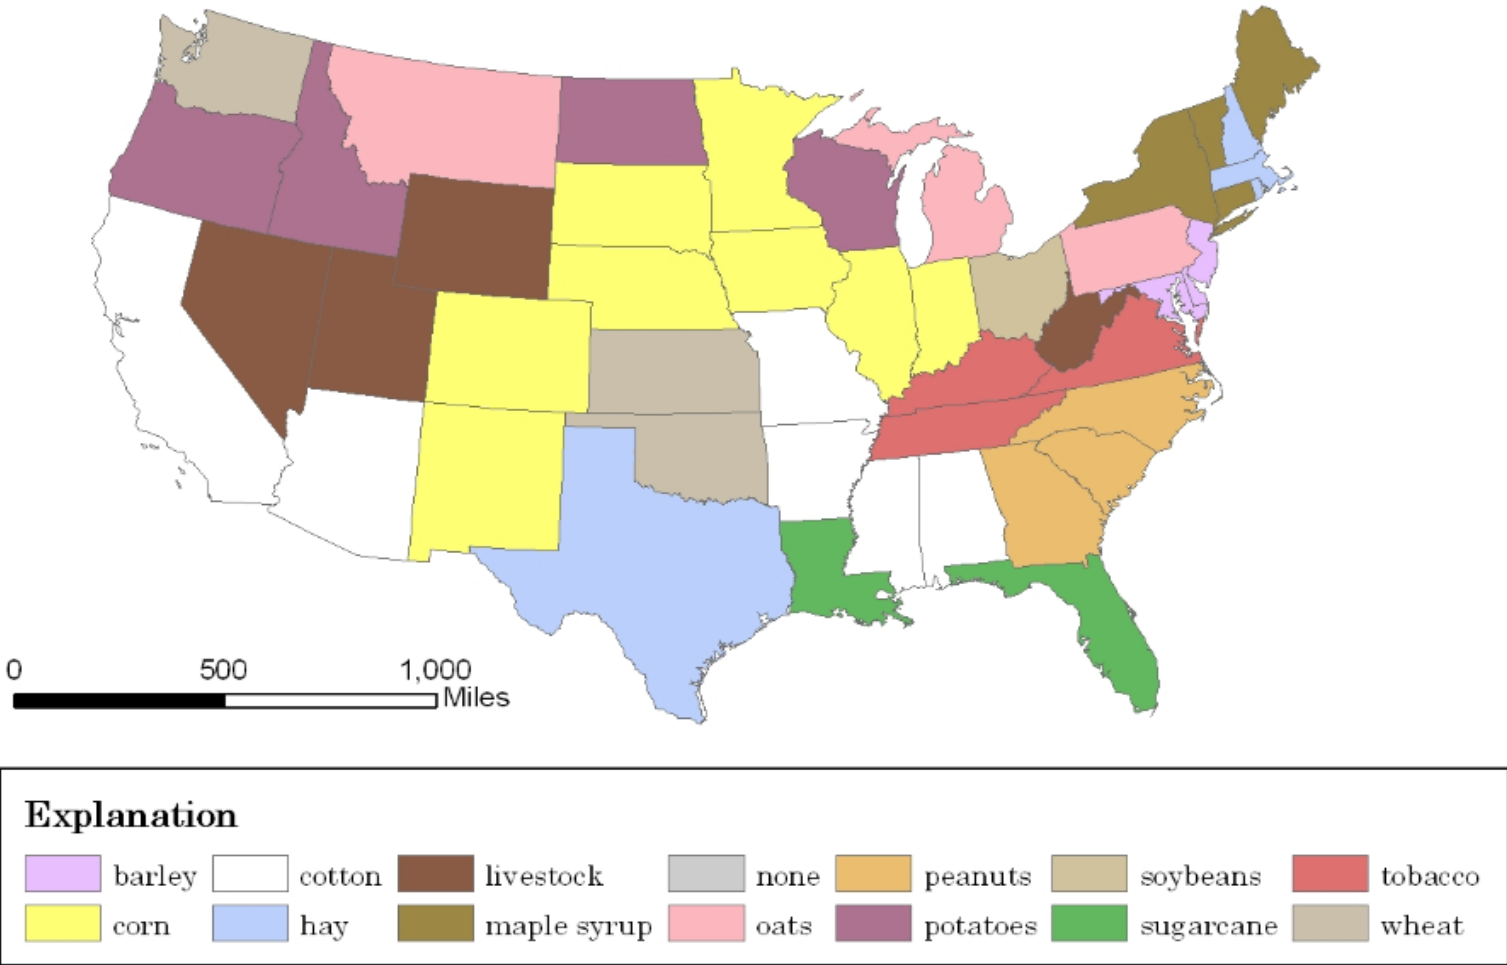 0 500 1,000
Miles
Explanation
barley cotton livestock none peanuts soybeans tobacco
corn hay maple syrup oats potatoes sugarcane wheat